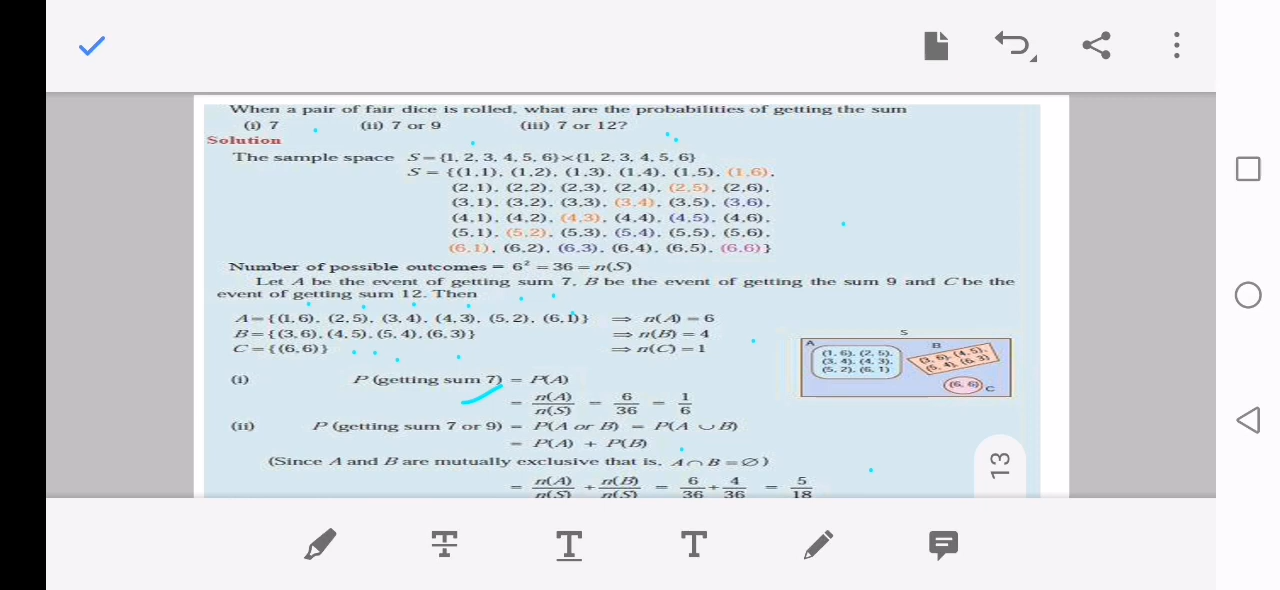 When a pair of fair dice is rolled, what are the probabilities of getting the sum
(i) 7 (ii) 7 or 9 (iii) 7 or 12?
Solution
The sample space S = {1, 2, 3, 4, 5, 6}×{1, 2, 3, 4, 5, 6}
S = {(1,1), (1,2), (1,3), (1,4), (1,5), (1,6),
(2,1), (2,2), (2,3), (2,4), (2,5), (2,6),
(3,1), (3,2), (3,3), (3,4), (3,5), (3,6),
(4,1), (4,2), (4,3), (4,4), (4,5), (4,6),
(5,1), (5,2), (5,3), (5,4), (5,5), (5,6),
(6,1), (6,2), (6,3), (6,4), (6,5), (6,6)}
Number of possible outcomes = 6² = 36 = n(S)
Let A be the event of getting sum 7, B be the event of getting the sum 9 and C be the
event of getting sum 12. Then
A = {(1,6), (2,5), (3,4), (4,3), (5,2), (6,1)} ⇒ n(A) = 6
B = {(3,6), (4,5), (5,4), (6,3)} ⇒ n(B) = 4
C = {(6,6)} ⇒ n(C) = 1
S
A B
(1, 6), (2, 5), (3, 6), (4, 5),
(3, 4), (4, 3), (5, 4), (6, 3)
(5, 2), (6, 1)
(6, 6) C
(i) P (getting sum 7) = P(A)
= n(A)/n(S) = 6/36 = 1/6
(ii) P (getting sum 7 or 9) = P(A or B) = P(A ∪ B)
= P(A) + P(B)
(Since A and B are mutually exclusive that is, A∩B = ∅)
= n(A)/n(S) + n(B)/n(S) = 6/36 + 4/36 = 5/18
13